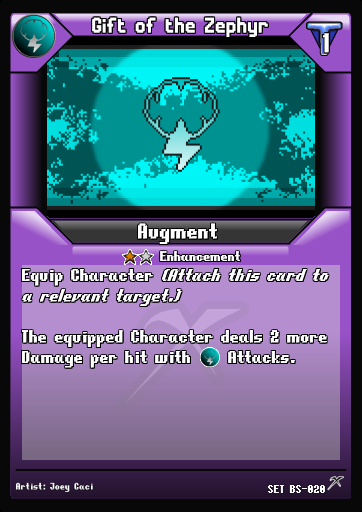 Gift of the Zephyr
1
Augment
Enhancement
Equip Character (Attach this card to
a relevant target.)
The equipped Character deals 2 more
Damage per hit with Attacks.
Artist: Joey Caci
SET BS-020